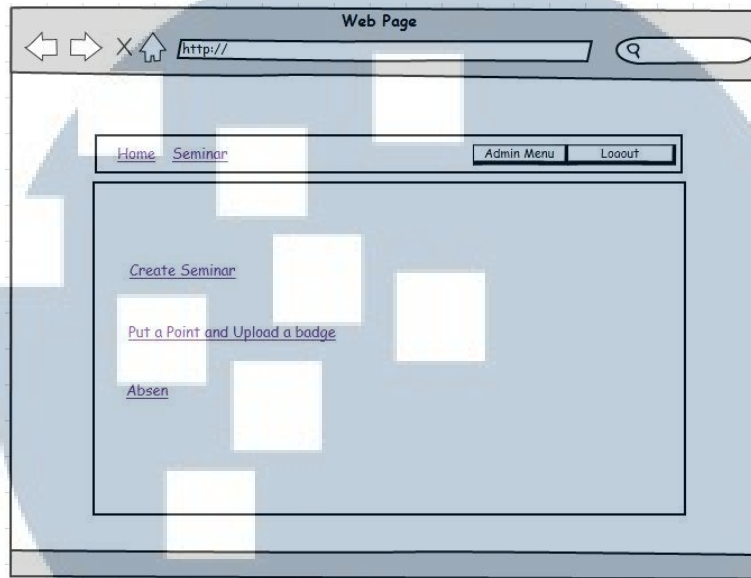 Web Page
http://
Home Seminar Admin Menu Logout
Create Seminar
Put a Point and Upload a badge
Absen